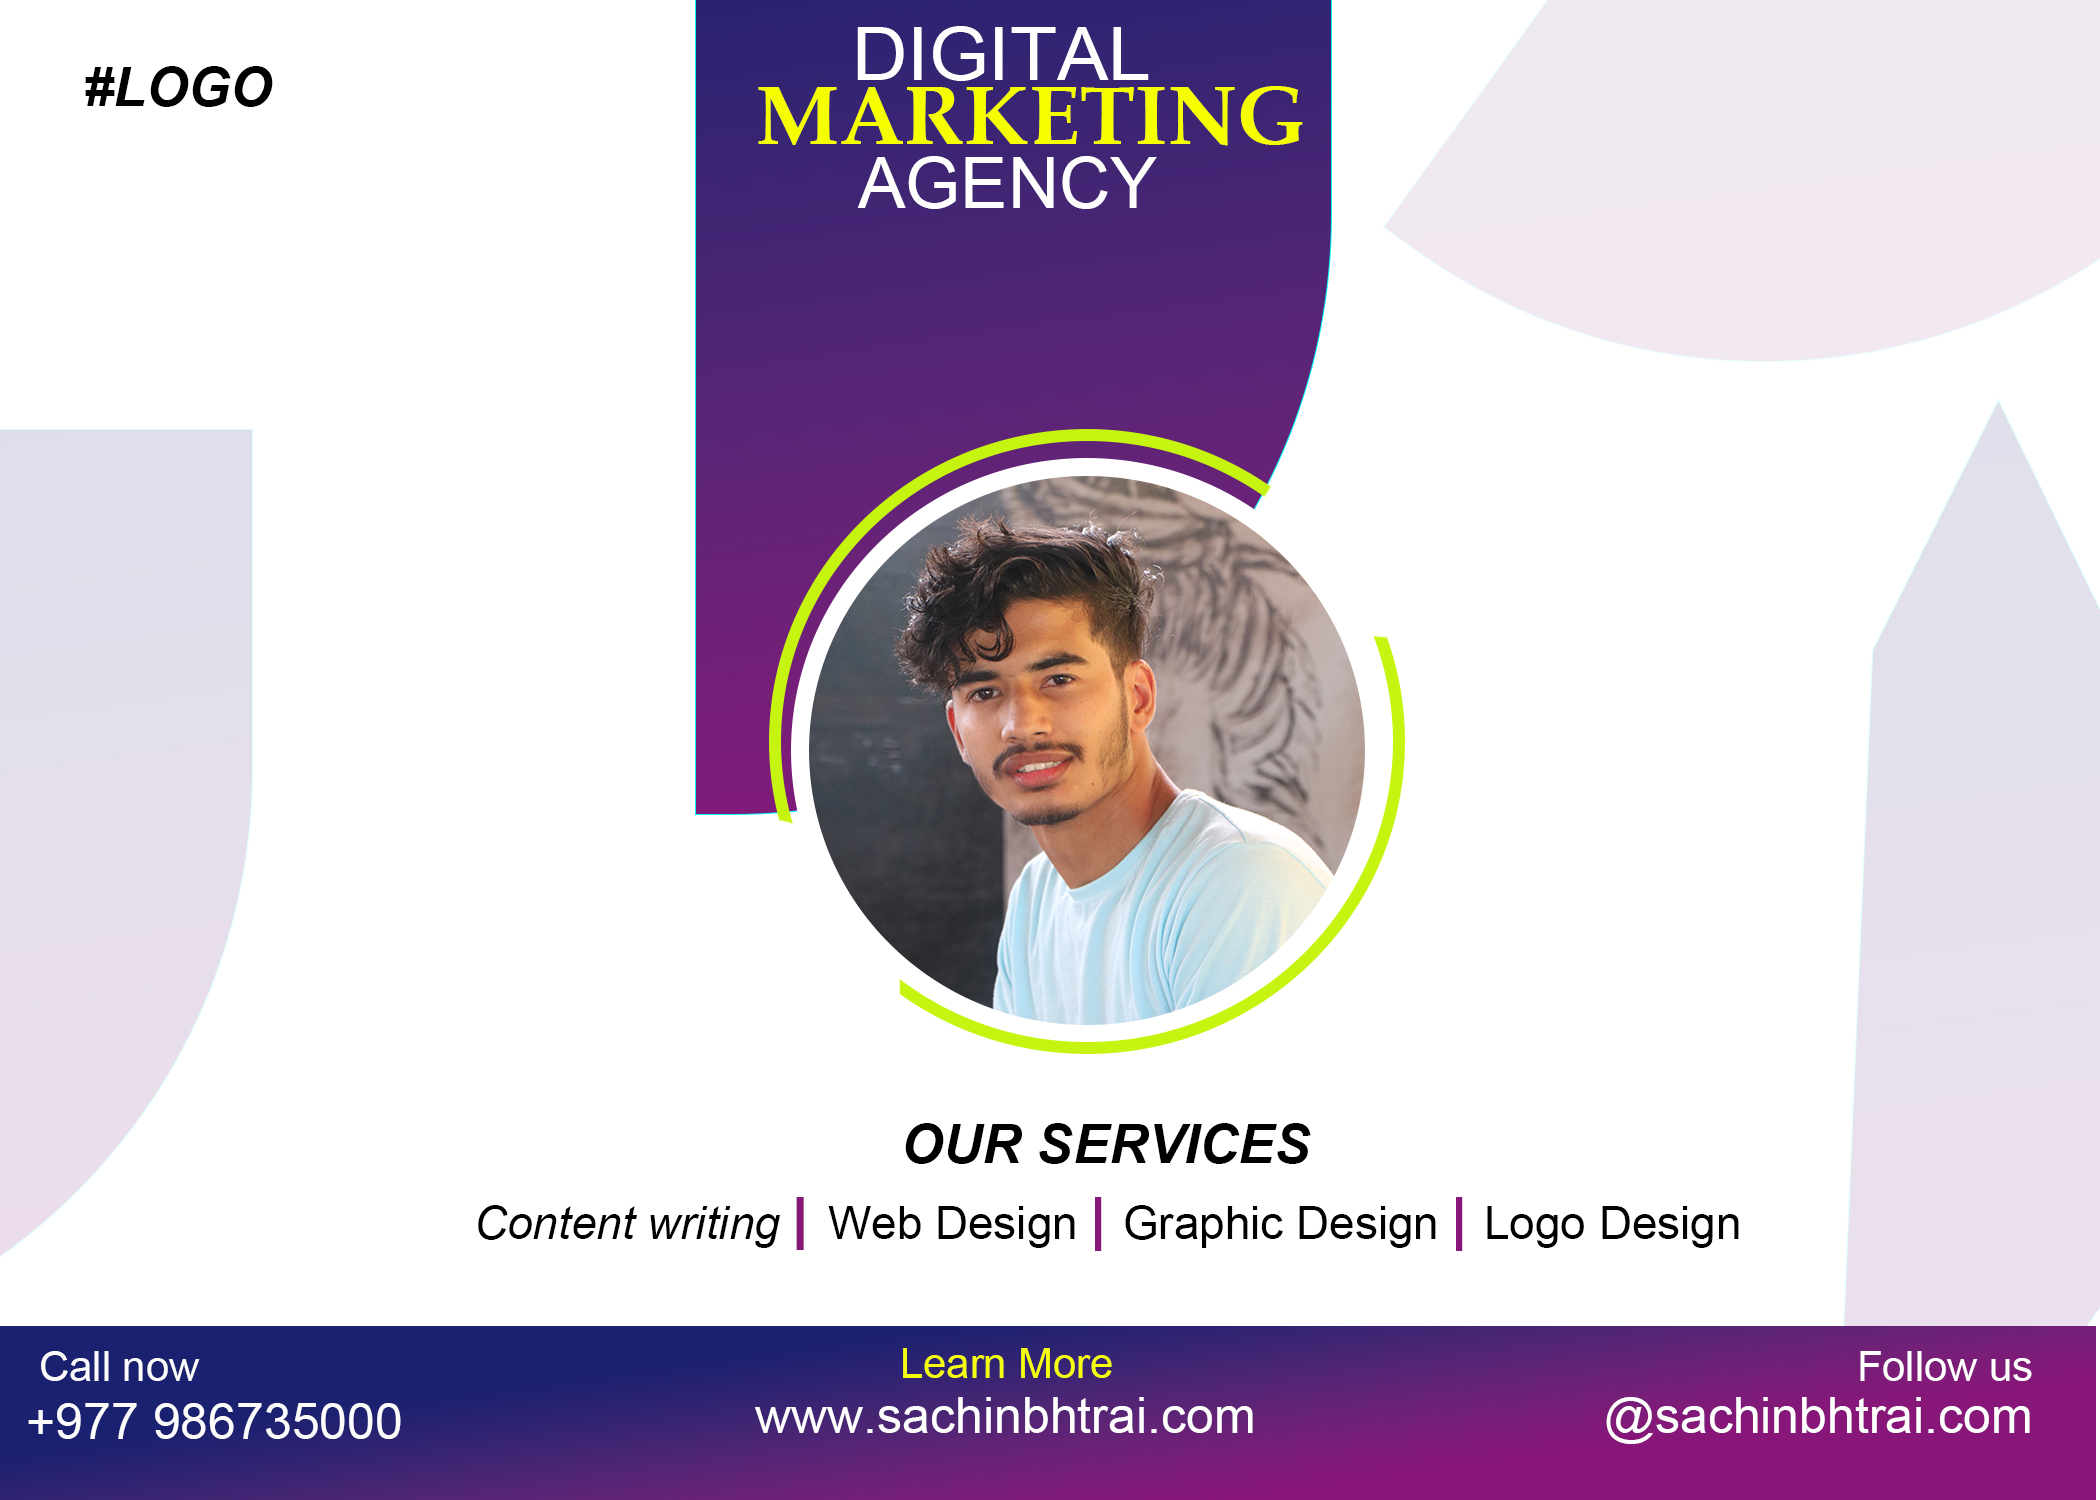 #LOGO
DIGITAL
MARKETING
AGENCY
OUR SERVICES
Content writing | Web Design | Graphic Design | Logo Design
Call now
+977 986735000
Learn More
www.sachinbhtrai.com
Follow us
@sachinbhtrai.com